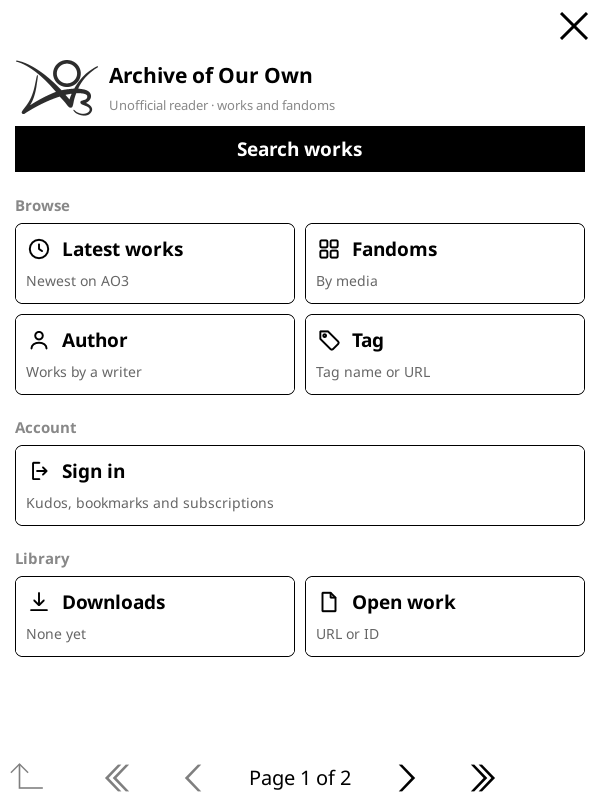 Archive of Our Own
Unofficial reader · works and fandoms
Search works
Browse
Latest works
Newest on AO3
Fandoms
By media
Author
Works by a writer
Tag
Tag name or URL
Account
Sign in
Kudos, bookmarks and subscriptions
Library
Downloads
None yet
Open work
URL or ID
Page 1 of 2